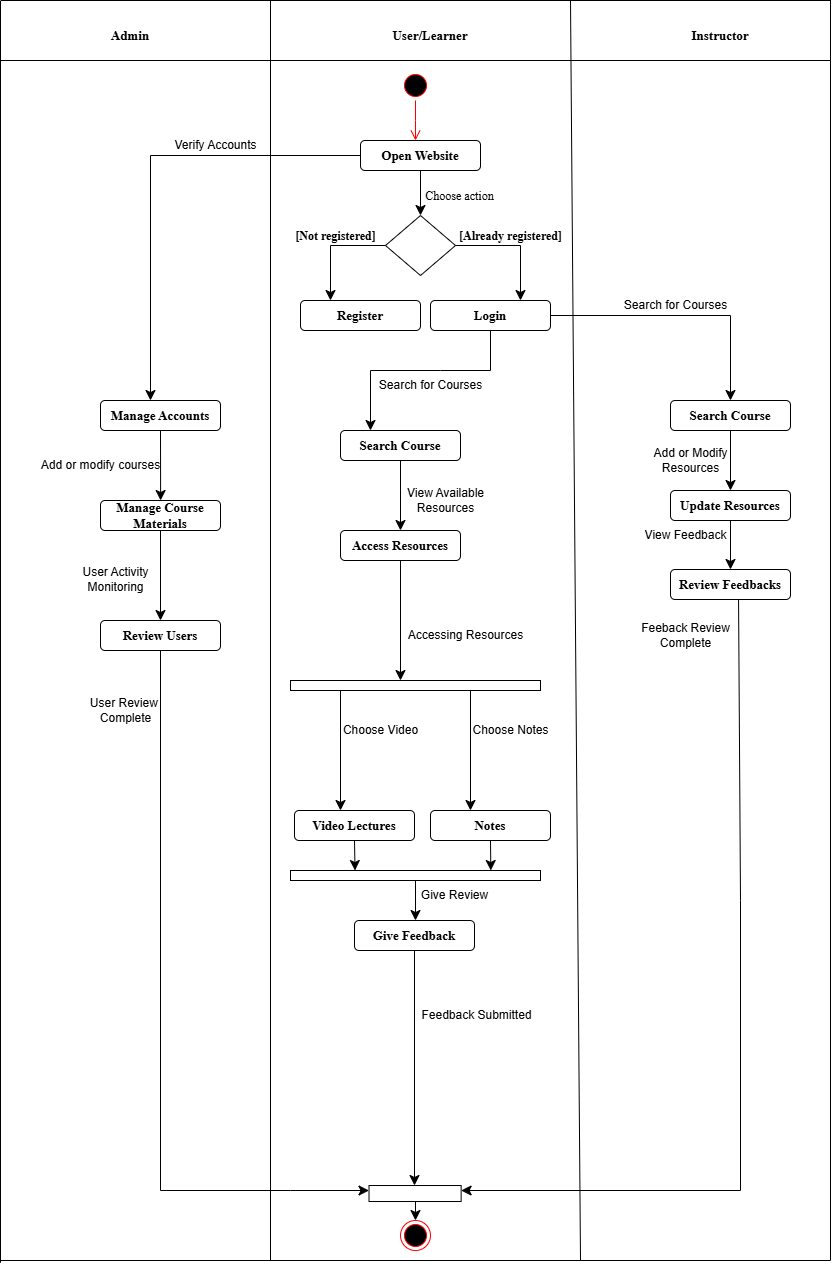 Admin
User/Learner
Instructor
Verify Accounts
Open Website
Choose action
[Not registered]
[Already registered]
Register
Login
Search for Courses
Search for Courses
Manage Accounts
Search Course
Search Course
Add or modify courses
Add or Modify
Resources
View Available
Resources
Manage Course
Materials
Update Resources
View Feedback
Access Resources
User Activity
Monitoring
Review Feedbacks
Review Users
Accessing Resources
Feeback Review
Complete
User Review
Complete
Choose Video
Choose Notes
Video Lectures
Notes
Give Review
Give Feedback
Feedback Submitted